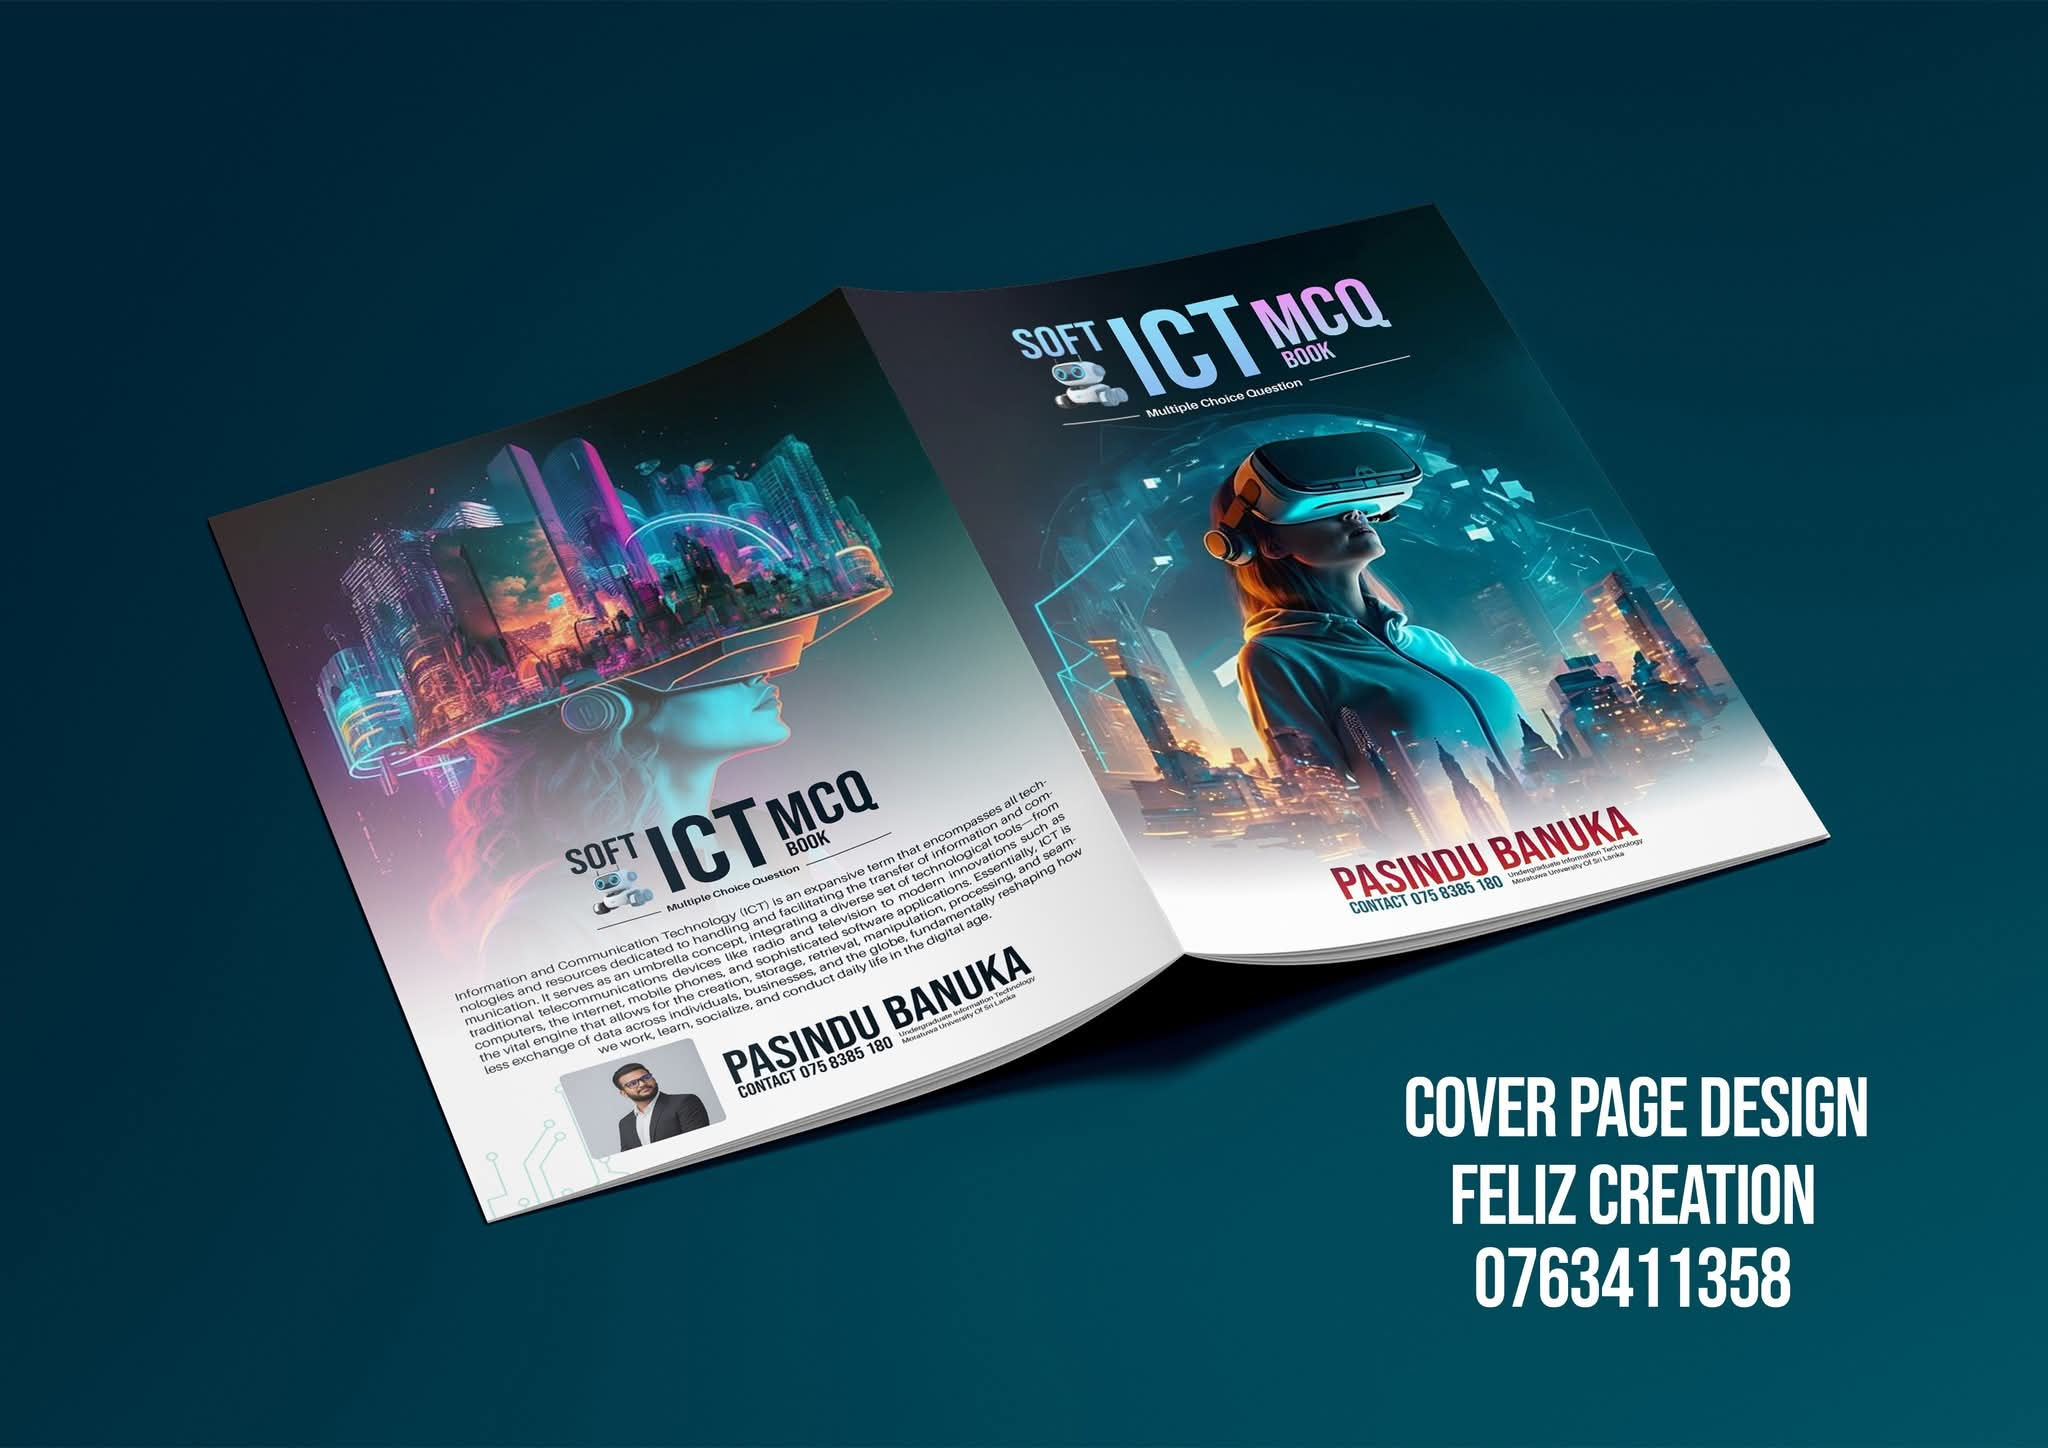 SOFT ICT MCQ
BOOK
Multiple Choice Question
PASINDU BANUKA
CONTACT 075 8385 180
Undergraduate Information Technology
Moratuwa University Of Sri Lanka
SOFT ICT MCQ
BOOK
Multiple Choice Question
Information and Communication Technology (ICT) is an expansive term that encompasses all tech-
nologies and resources dedicated to handling and facilitating the transfer of information and com-
munication. It serves as an umbrella concept, integrating a diverse set of technological tools—from
traditional telecommunications devices like radio and television to modern innovations such as
computers, the internet, mobile phones, and sophisticated software applications. Essentially, ICT is
the vital engine that allows for the creation, storage, retrieval, manipulation, processing, and seam-
less exchange of data across individuals, businesses, and the globe, fundamentally reshaping how
we work, learn, socialize, and conduct daily life in the digital age.
PASINDU BANUKA
CONTACT 075 8385 180
Undergraduate Information Technology
Moratuwa University Of Sri Lanka
COVER PAGE DESIGN
FELIZ CREATION
0763411358